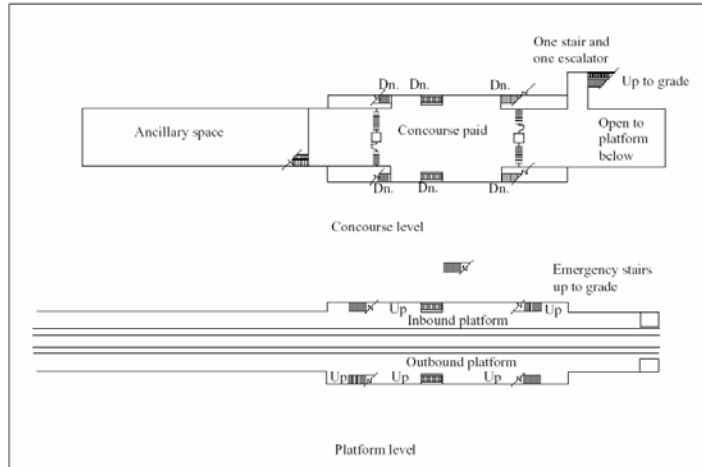 One stair and
one escalator
Up to grade
Dn. Dn. Dn.
Ancillary space
Concourse paid
Open to
platform
below
Dn. Dn. Dn.
Concourse level
Emergency stairs
up to grade
Up Up
Inbound platform
Outbound platform
Up Up Up
Platform level